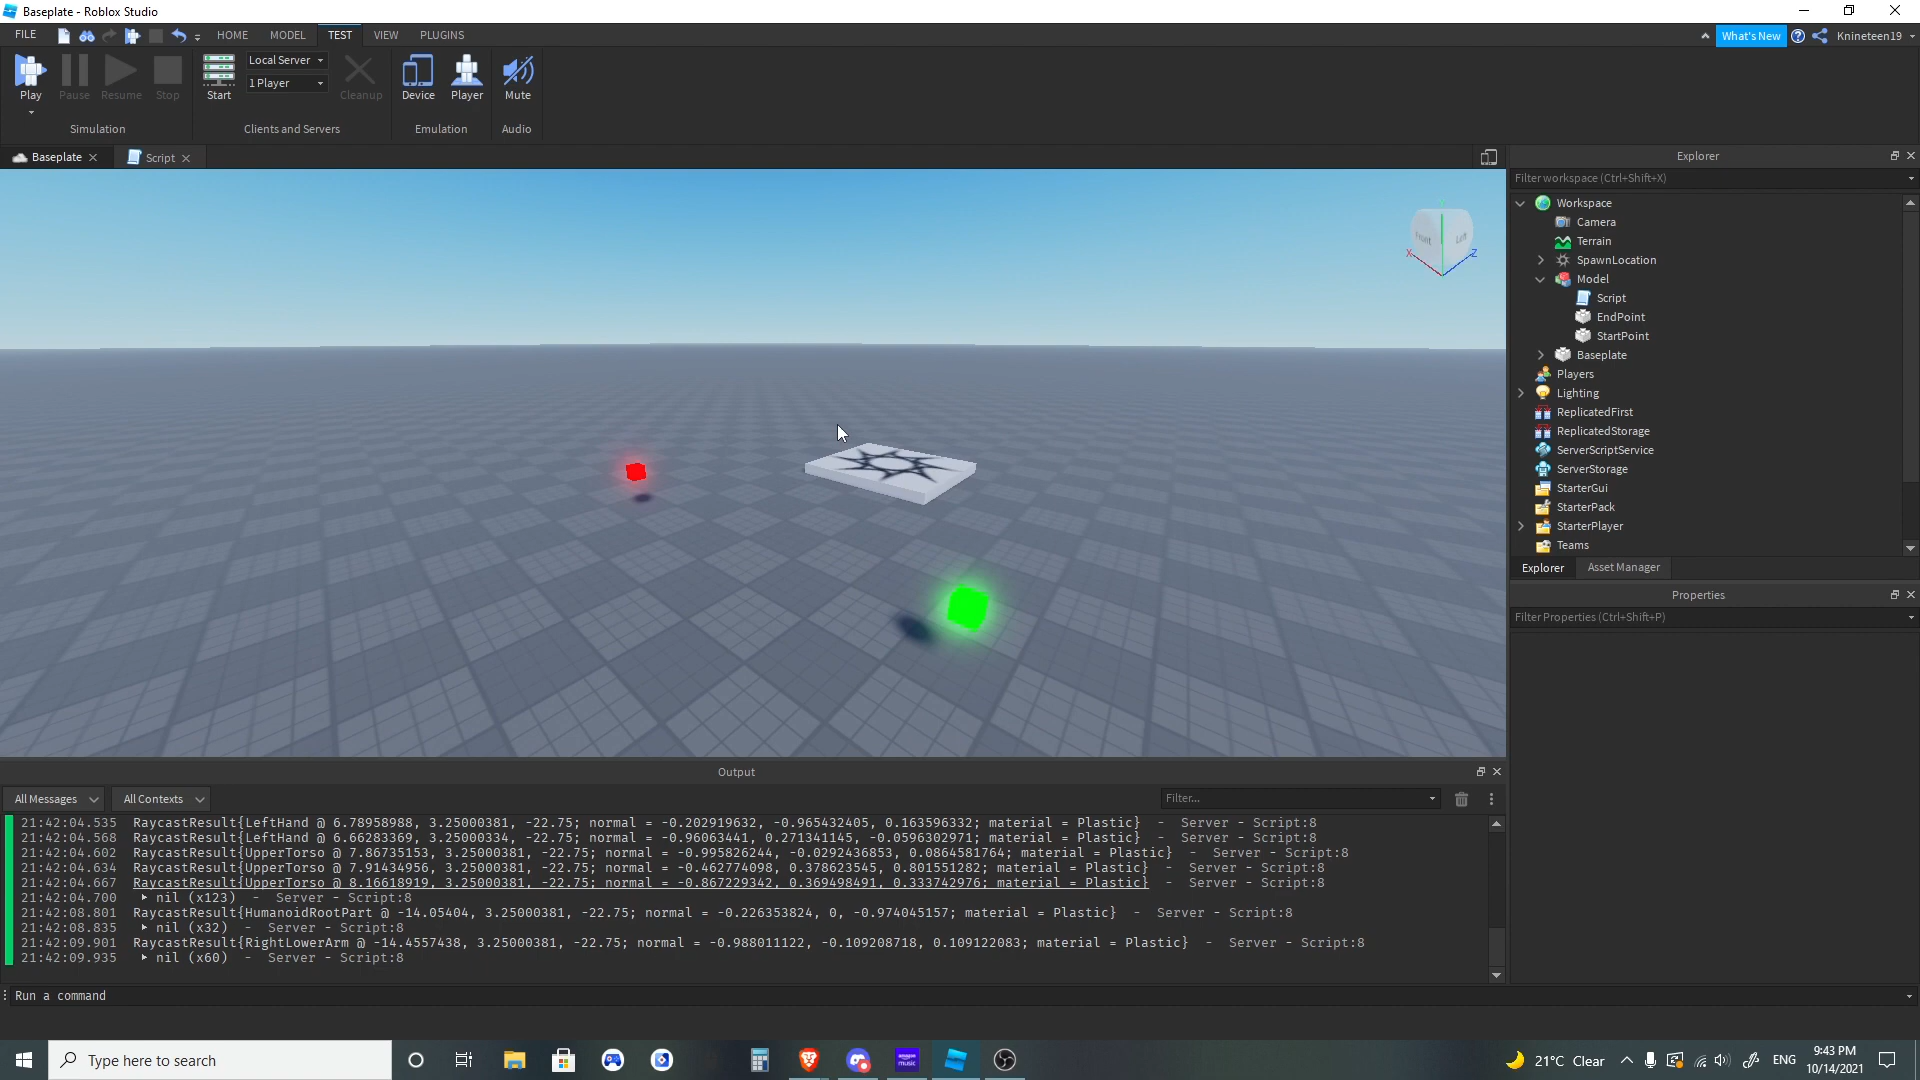 Baseplate - Roblox Studio
FILE HOME MODEL TEST VIEW PLUGINS What's New Knineteen19
Play Pause Resume Stop Start Local Server 1 Player Cleanup Device Player Mute
Simulation Clients and Servers Emulation Audio
Baseplate Script
Explorer
Filter workspace (Ctrl+Shift+X)
Workspace
Camera
Terrain
SpawnLocation
Model
Script
EndPoint
StartPoint
Baseplate
Players
Lighting
ReplicatedFirst
ReplicatedStorage
ServerScriptService
ServerStorage
StarterGui
StarterPack
StarterPlayer
Teams
Explorer Asset Manager
Properties
Filter Properties (Ctrl+Shift+P)
Front Left
X Z
Output
All Messages All Contexts Filter...
21:42:04.535 RaycastResult{LeftHand @ 6.78958988, 3.25000381, -22.75; normal = -0.202919632, -0.965432405, 0.163596332; material = Plastic} - Server - Script:8
21:42:04.568 RaycastResult{LeftHand @ 6.66283369, 3.25000334, -22.75; normal = -0.96063441, 0.271341145, -0.0596302971; material = Plastic} - Server - Script:8
21:42:04.602 RaycastResult{UpperTorso @ 7.86735153, 3.25000381, -22.75; normal = -0.995826244, -0.0292436853, 0.0864581764; material = Plastic} - Server - Script:8
21:42:04.634 RaycastResult{UpperTorso @ 7.91434956, 3.25000381, -22.75; normal = -0.462774098, 0.378623545, 0.801551282; material = Plastic} - Server - Script:8
21:42:04.667 RaycastResult{UpperTorso @ 8.16618919, 3.25000381, -22.75; normal = -0.867229342, 0.369498491, 0.333742976; material = Plastic} - Server - Script:8
21:42:04.700 nil (x123) - Server - Script:8
21:42:08.801 RaycastResult{HumanoidRootPart @ -14.05404, 3.25000381, -22.75; normal = -0.226353824, 0, -0.974045157; material = Plastic} - Server - Script:8
21:42:08.835 nil (x32) - Server - Script:8
21:42:09.901 RaycastResult{RightLowerArm @ -14.4557438, 3.25000381, -22.75; normal = -0.988011122, -0.109208718, 0.109122083; material = Plastic} - Server - Script:8
21:42:09.935 nil (x60) - Server - Script:8
Run a command
Type here to search
amazon music
21°C Clear
ENG
9:43 PM
10/14/2021